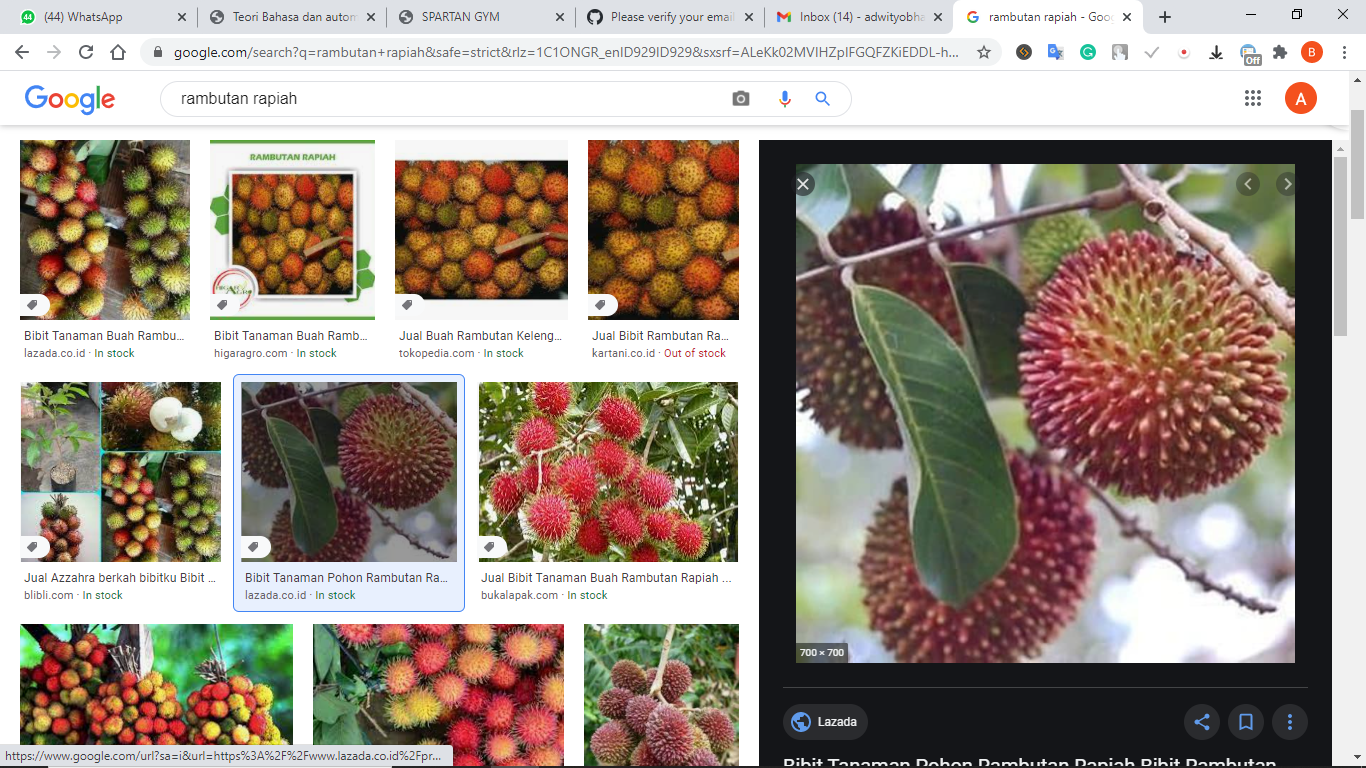 (44) WhatsApp
Teori Bahasa dan autom
SPARTAN GYM
Please verify your email
Inbox (14) - adwityobha
rambutan rapiah - Goo
google.com/search?q=rambutan+rapiah&safe=strict&rlz=1C1ONGR_enID929ID929&sxsrf=ALeKk02MVIHZpIFGQFZKiEDDL-h...
Off
B
Google
rambutan rapiah
A
RAMBUTAN RAPIAH
Bibit Tanaman Buah Rambu...
lazada.co.id · In stock
Bibit Tanaman Buah Ramb...
higaragro.com · In stock
Jual Buah Rambutan Keleng...
tokopedia.com · In stock
Jual Bibit Rambutan Ra...
kartani.co.id · Out of stock
Jual Azzahra berkah bibitku Bibit ...
blibli.com · In stock
Bibit Tanaman Pohon Rambutan Ra...
lazada.co.id · In stock
Jual Bibit Tanaman Buah Rambutan Rapiah ...
bukalapak.com · In stock
700 × 700
Lazada
Bibit Tanaman Pohon Rambutan Rapiah Bibit Rambutan
https://www.google.com/url?sa=i&url=https%3A%2F%2Fwww.lazada.co.id%2Fpr...